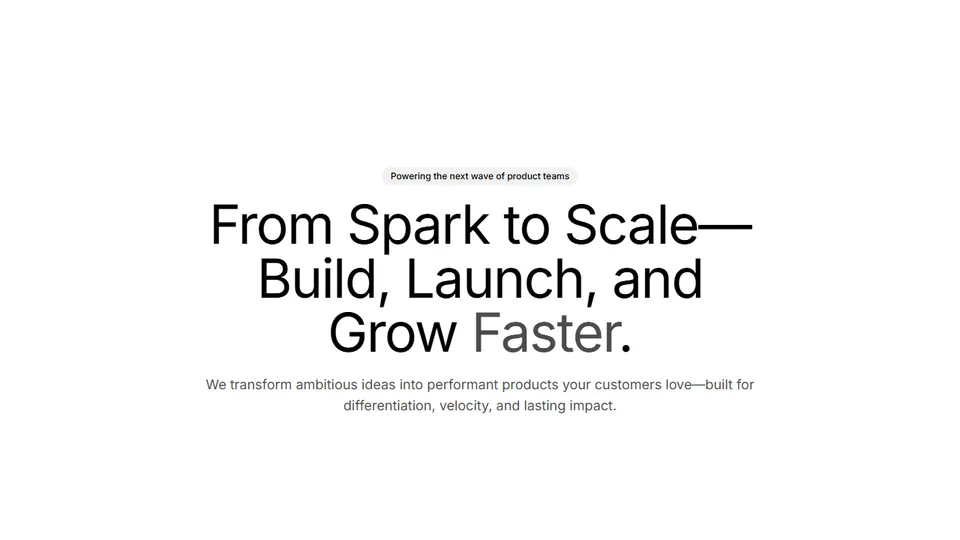 Powering the next wave of product teams
From Spark to Scale—
Build, Launch, and
Grow Faster.
We transform ambitious ideas into performant products your customers love—built for
differentiation, velocity, and lasting impact.